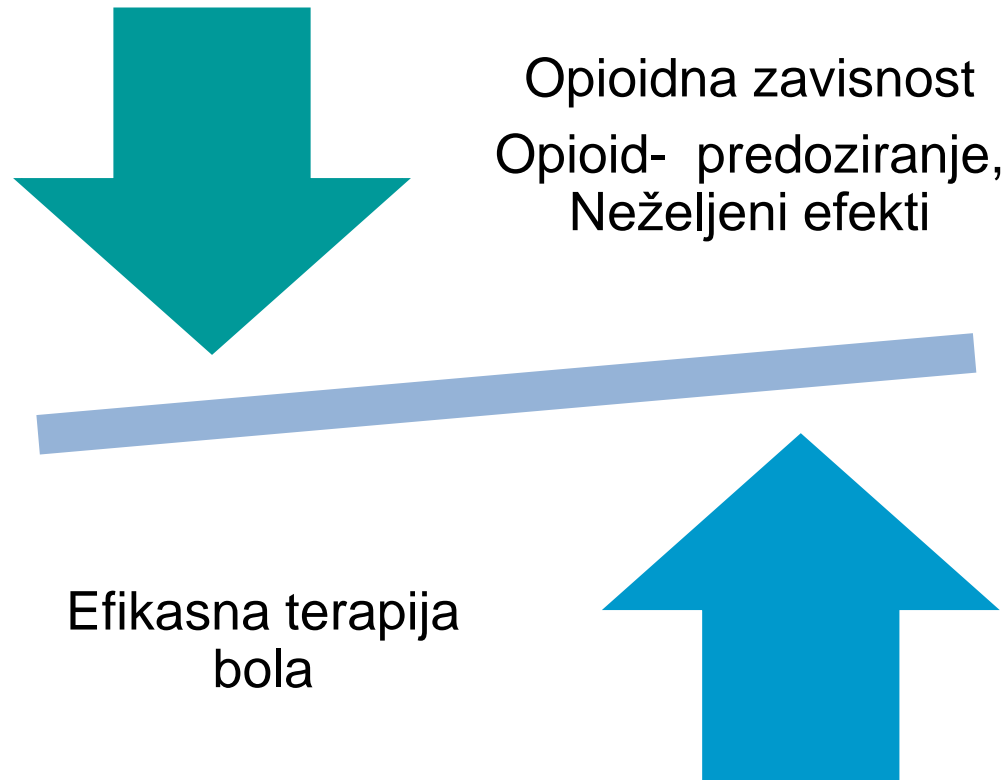 Opioidna zavisnost
Opioid- predoziranje,
Neželjeni efekti
Efikasna terapija
bola